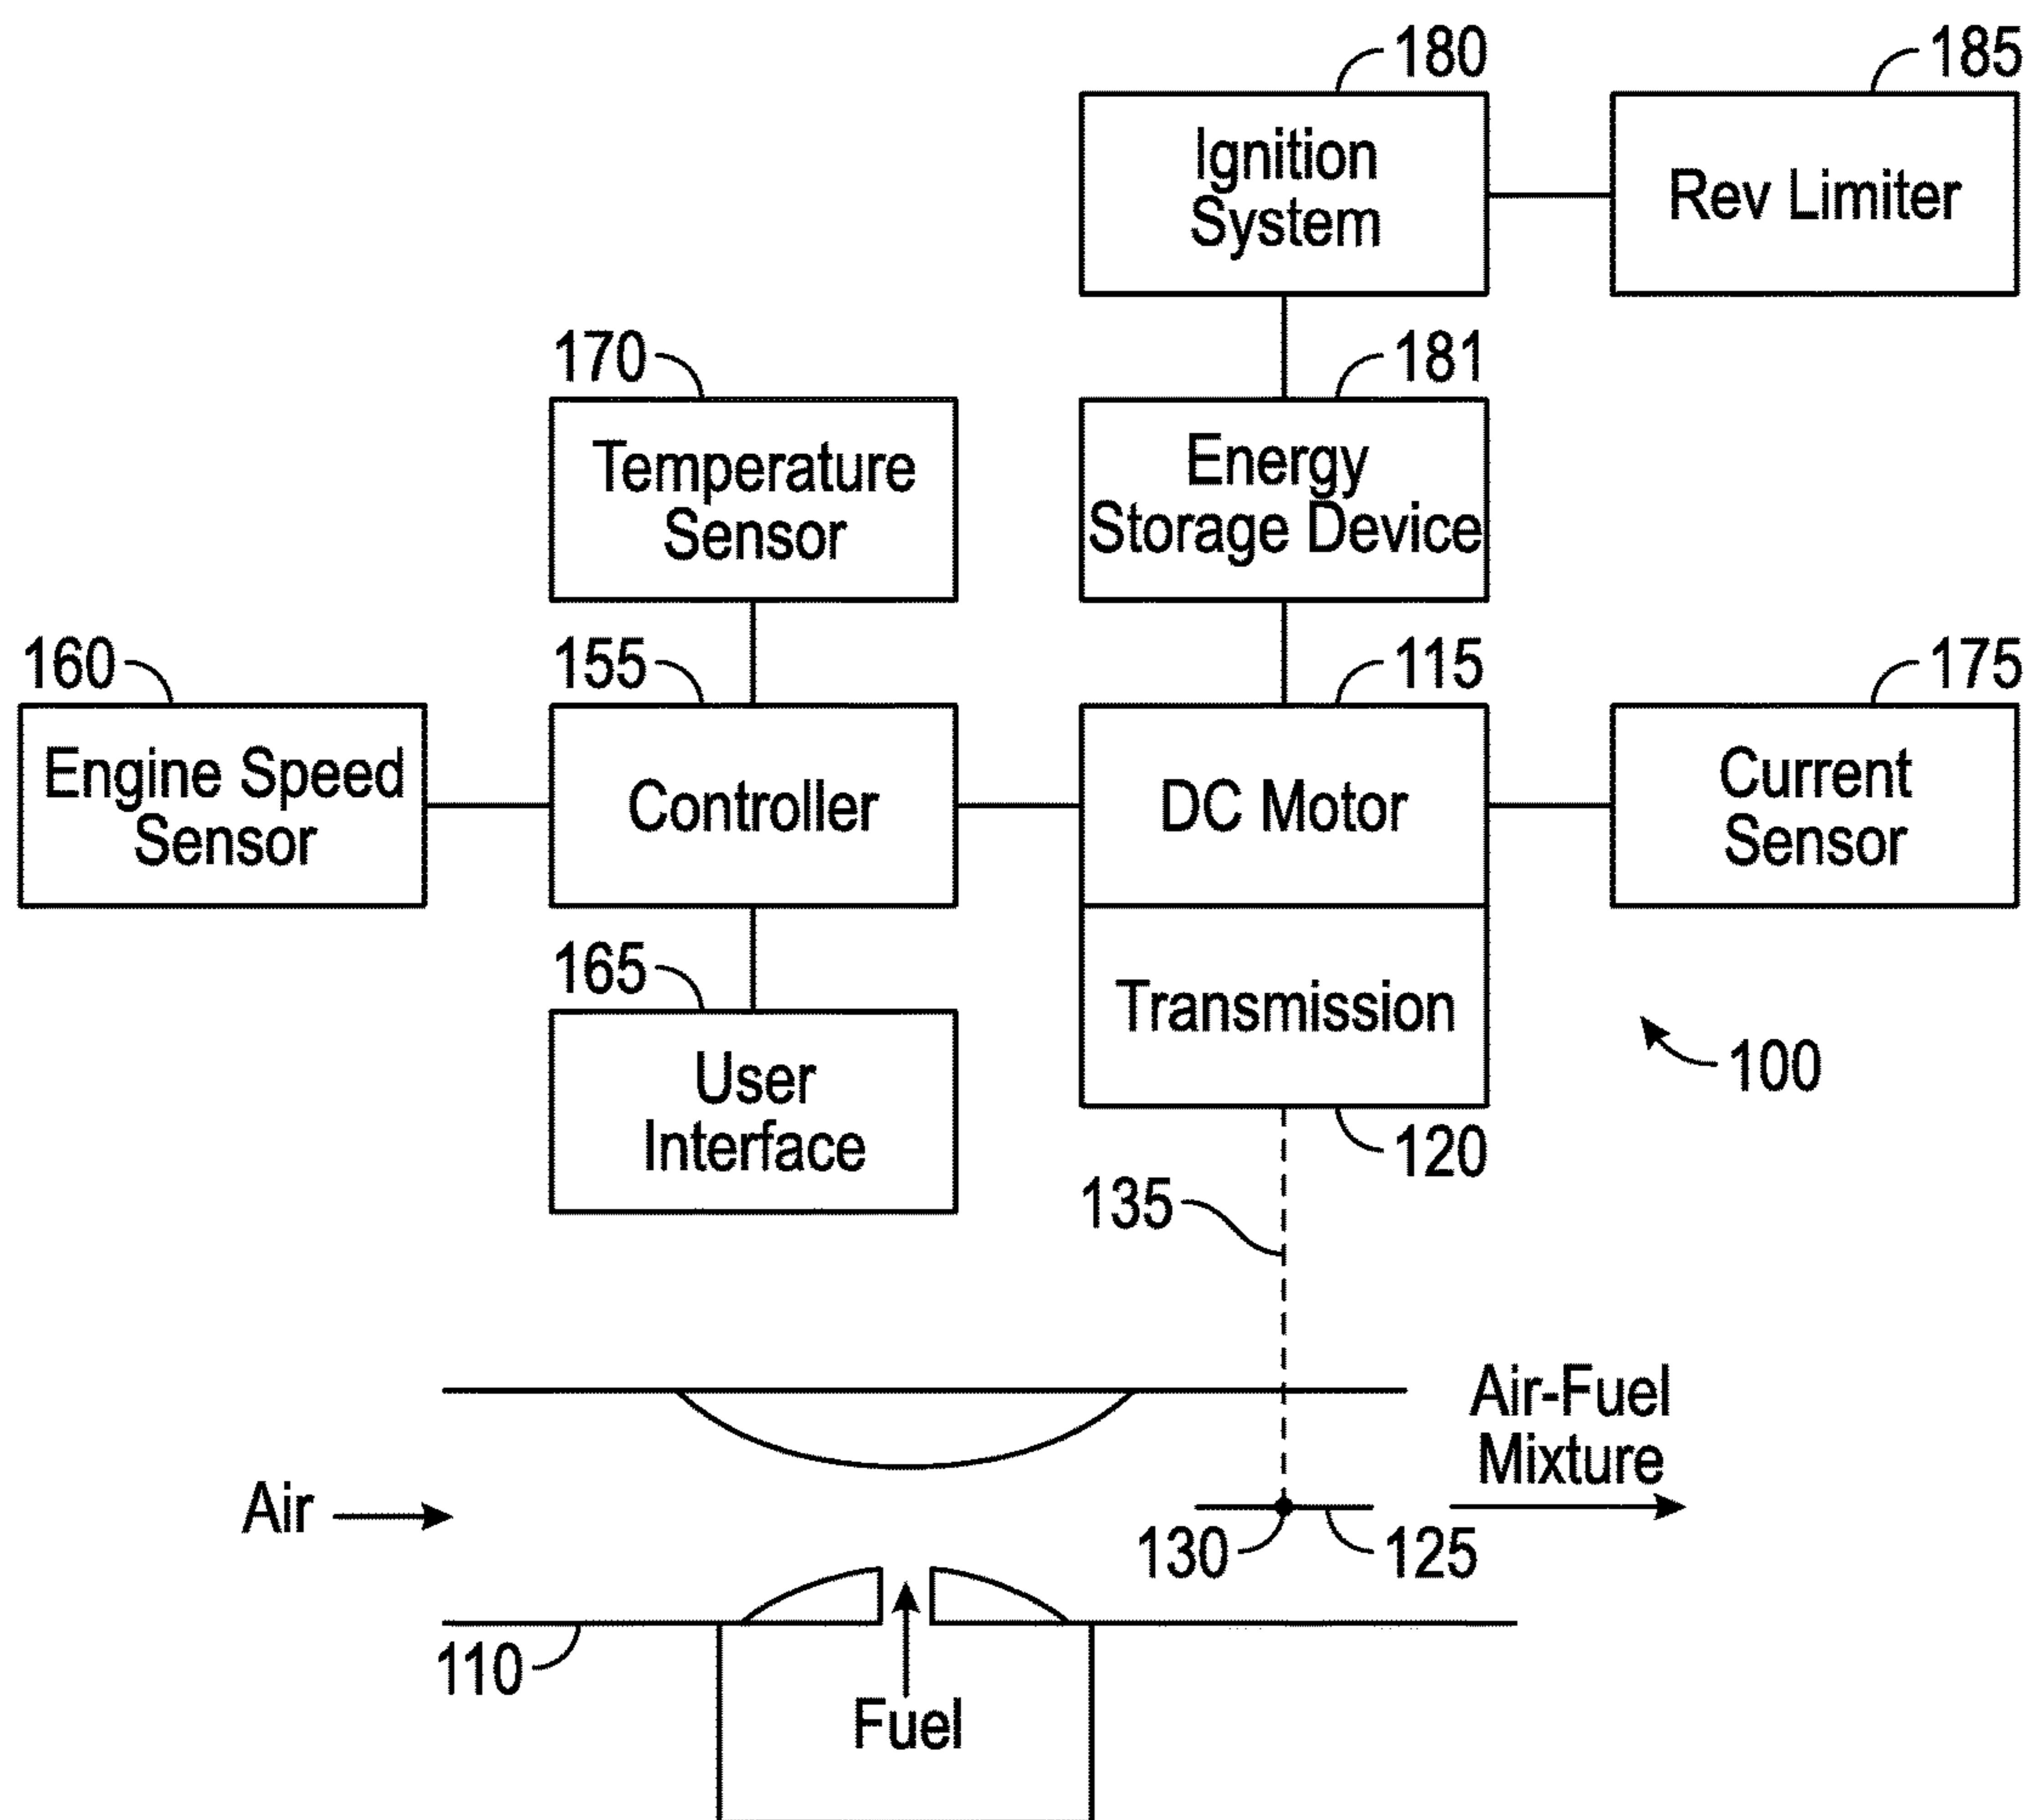 180
185
Ignition
System
Rev Limiter
170
181
Temperature
Sensor
Energy
Storage Device
160
155
115
175
Engine Speed
Sensor
Controller
DC Motor
Current
Sensor
165
Transmission
User
Interface
100
120
135
Air-Fuel
Mixture
Air
130
125
110
Fuel